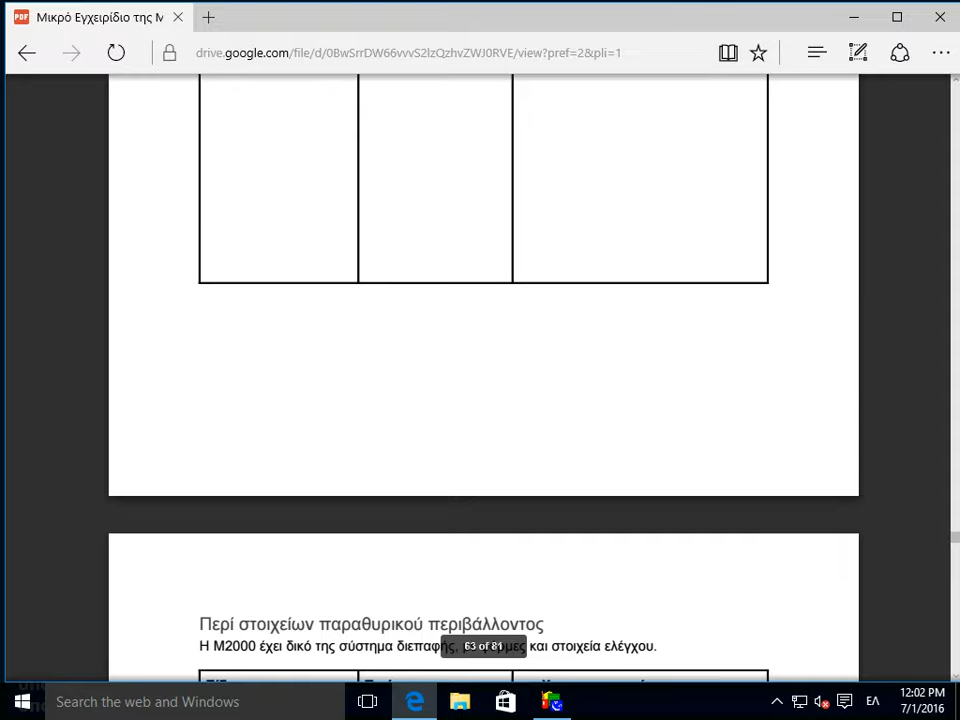 Μικρό Εγχειρίδιο της Μ
drive.google.com/file/d/0BwSrrDW66vvvS2lzQzhvZWJ0RVE/view?pref=2&pli=1
Περί στοιχείων παραθυρικού περιβάλλοντος
Η Μ2000 έχει δικό της σύστημα διεπαφής, και στοιχεία ελέγχου.
63 of 81
Search the web and Windows
ΕΛ
12:02 PM
7/1/2016